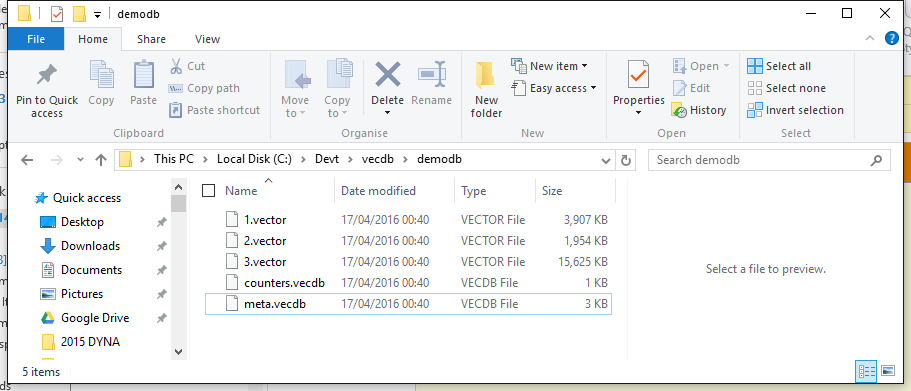 demodb
File Home Share View
Pin to Quick access
Copy
Paste
Cut
Copy path
Paste shortcut
Clipboard
Move to
Copy to
Delete
Rename
Organise
New folder
New item
Easy access
New
Properties
Open
Edit
History
Open
Select all
Select none
Invert selection
Select
This PC > Local Disk (C:) > Devt > vecdb > demodb
Search demodb
Quick access
Desktop
Downloads
Documents
Pictures
Google Drive
2015 DYNA
Name Date modified Type Size
1.vector 17/04/2016 00:40 VECTOR File 3,907 KB
2.vector 17/04/2016 00:40 VECTOR File 1,954 KB
3.vector 17/04/2016 00:40 VECTOR File 15,625 KB
counters.vecdb 17/04/2016 00:40 VECDB File 1 KB
meta.vecdb 17/04/2016 00:40 VECDB File 3 KB
Select a file to preview.
5 items